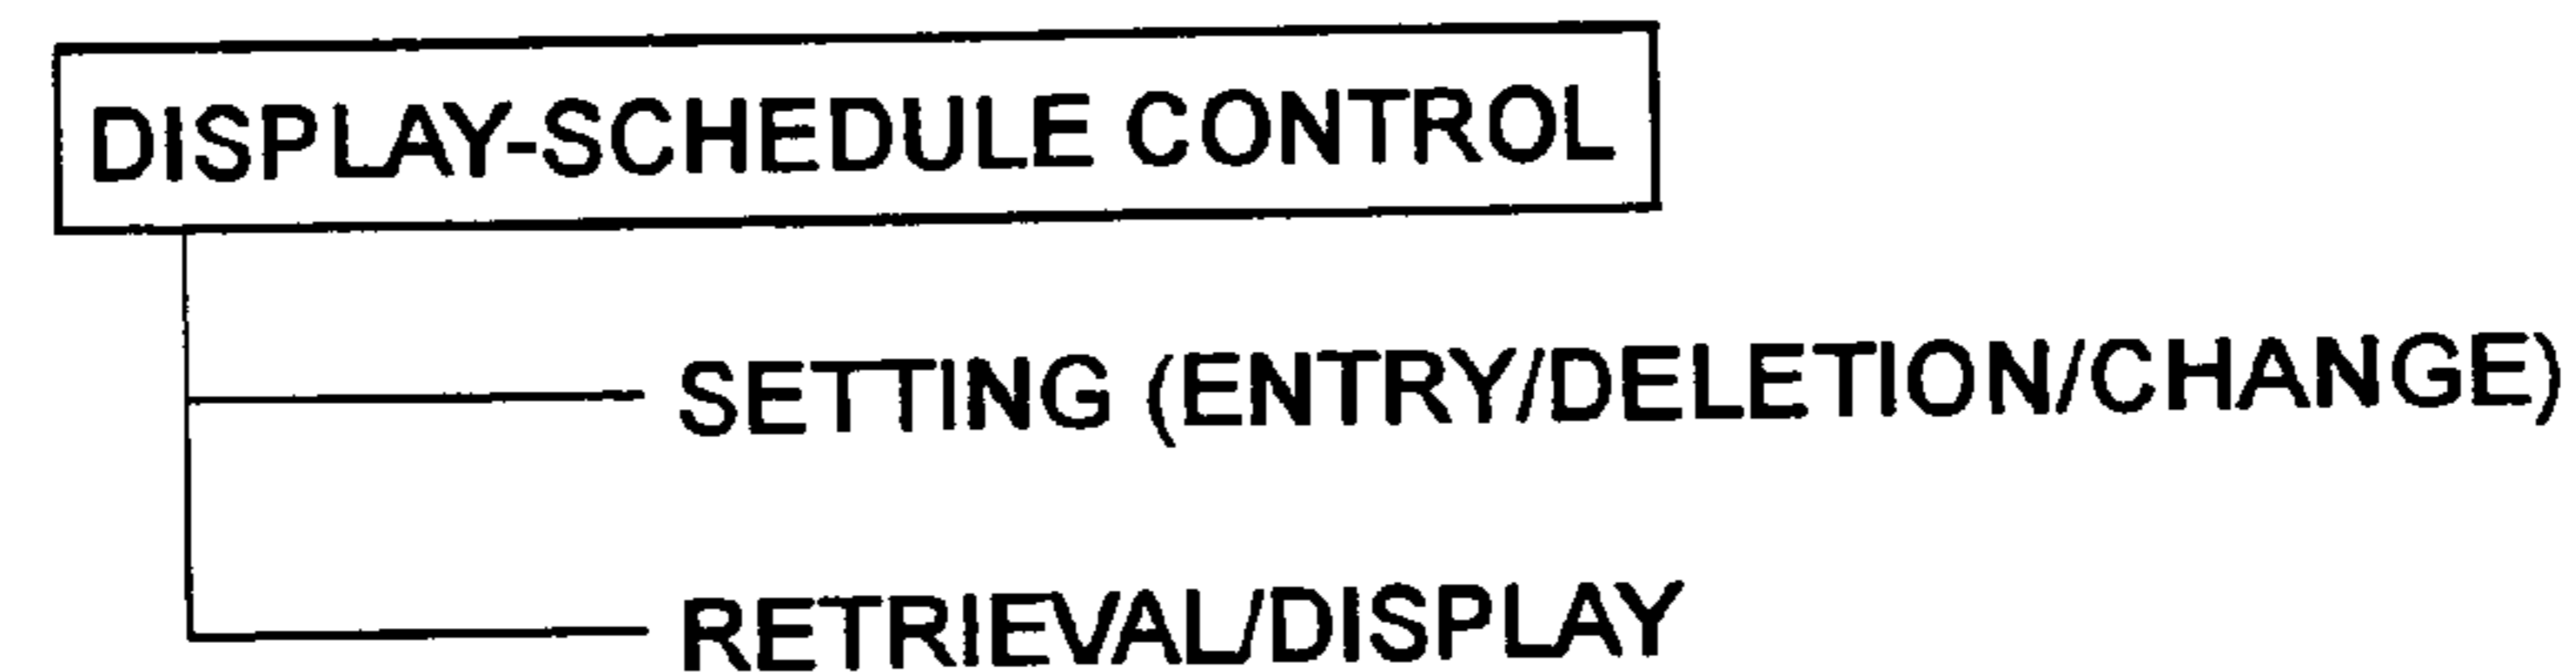 DISPLAY-SCHEDULE CONTROL
SETTING (ENTRY/DELETION/CHANGE)
RETRIEVAL/DISPLAY